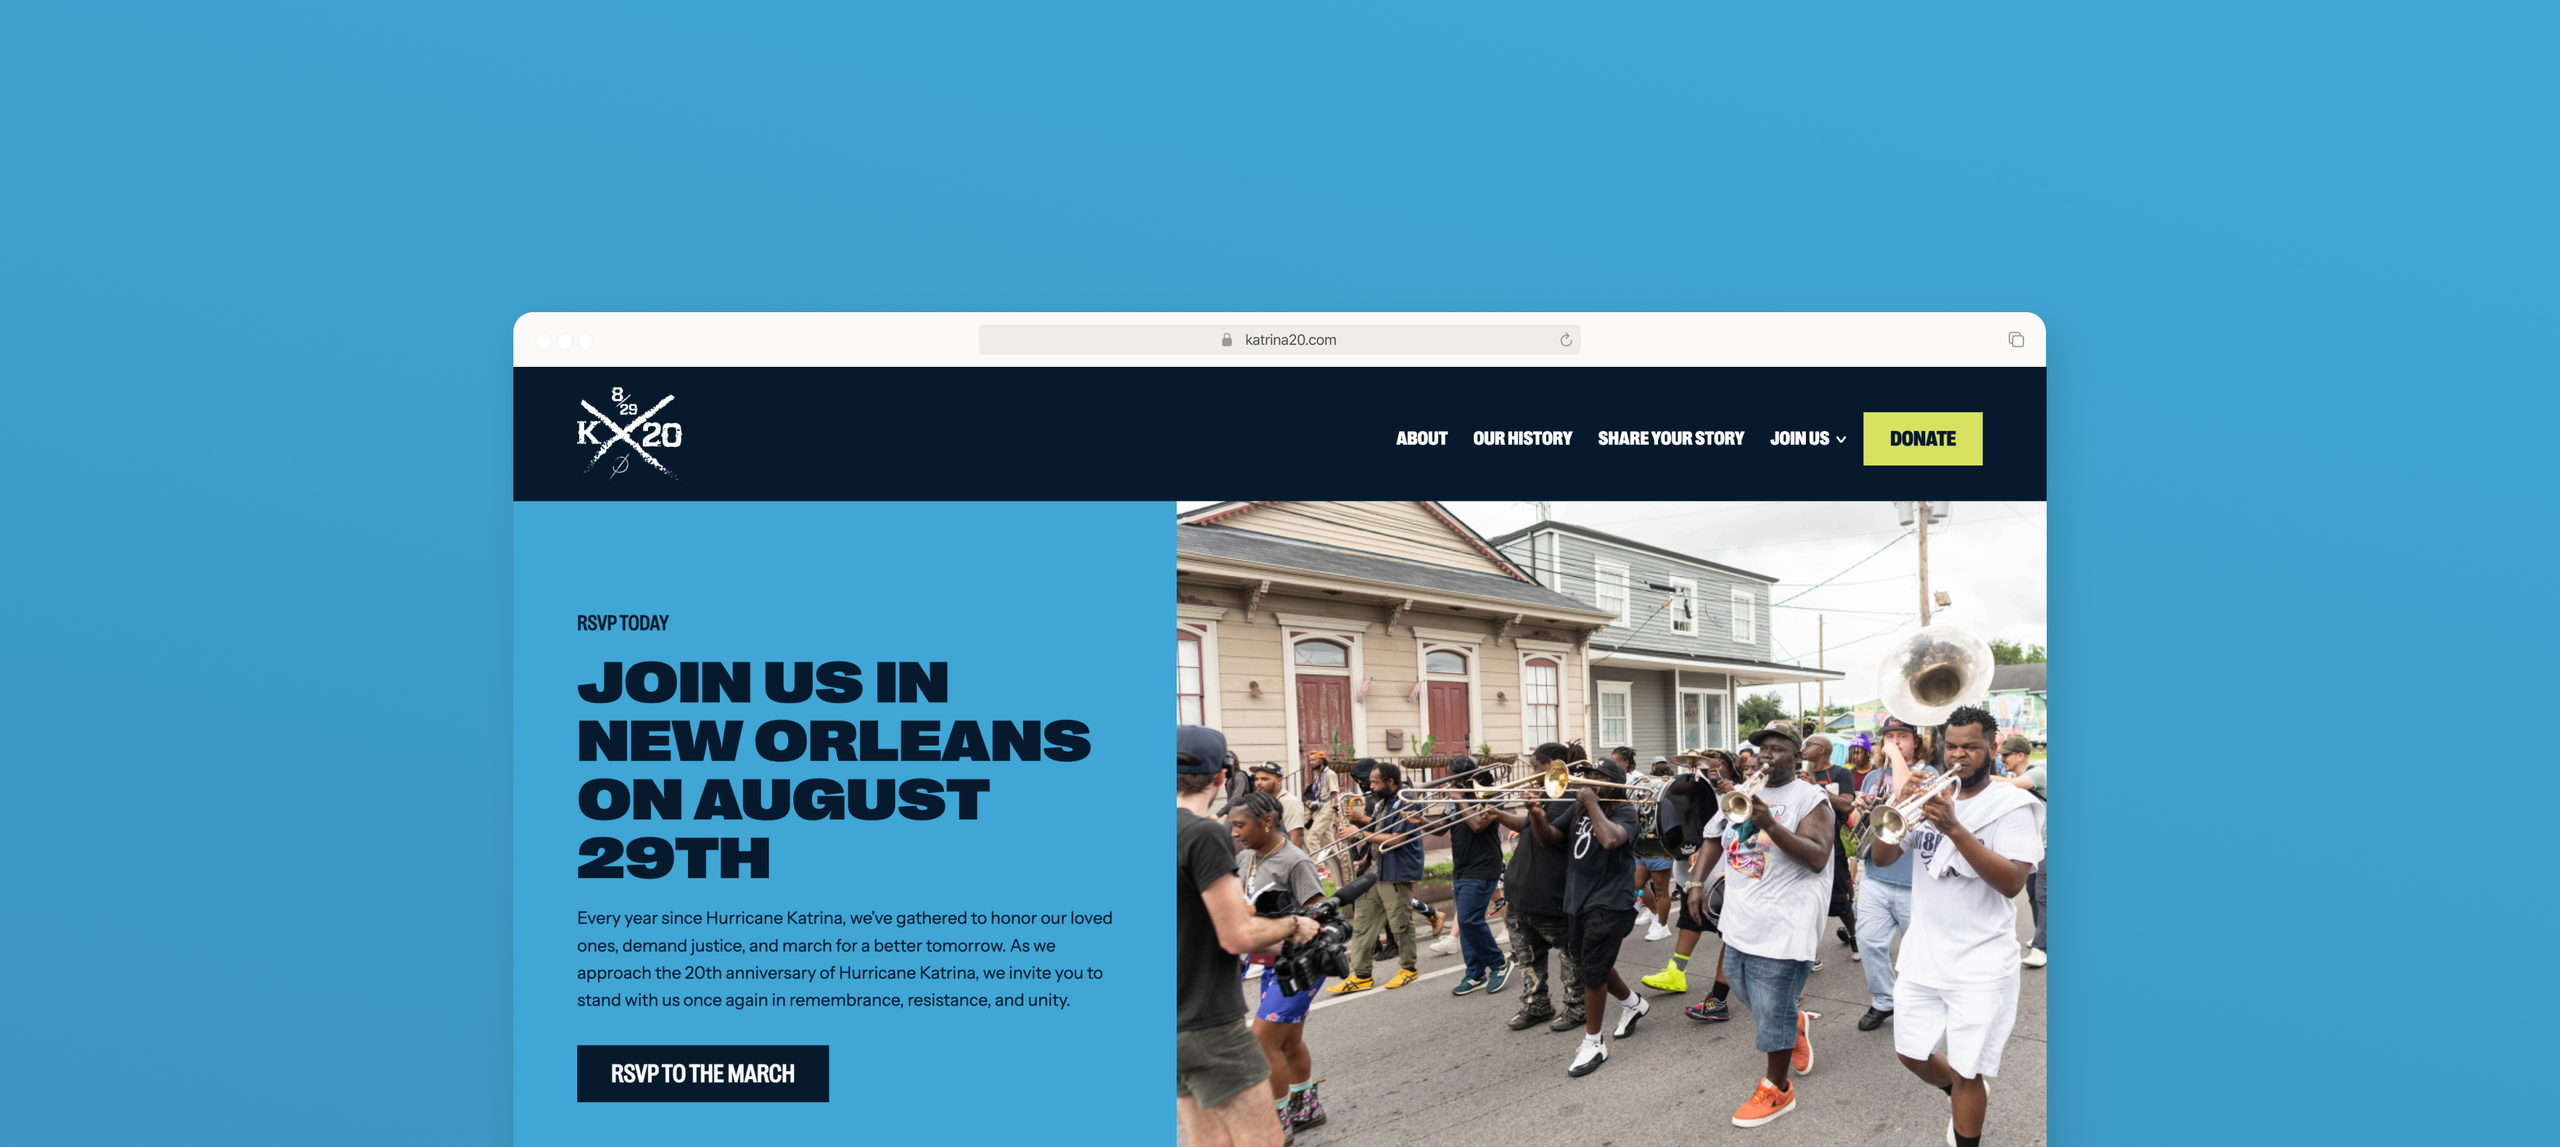 katrina20.com
8/29
K 20
ABOUT
OUR HISTORY
SHARE YOUR STORY
JOIN US
DONATE
RSVP TODAY
JOIN US IN
NEW ORLEANS
ON AUGUST
29TH
Every year since Hurricane Katrina, we’ve gathered to honor our loved
ones, demand justice, and march for a better tomorrow. As we
approach the 20th anniversary of Hurricane Katrina, we invite you to
stand with us once again in remembrance, resistance, and unity.
RSVP TO THE MARCH